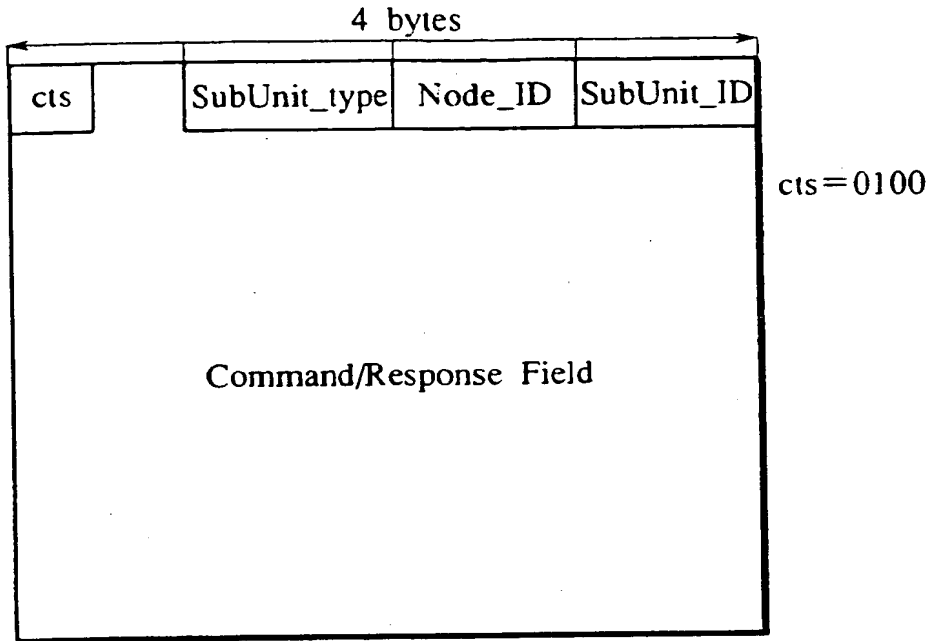 4 bytes
cts SubUnit_type Node_ID SubUnit_ID
cts=0100
Command/Response Field